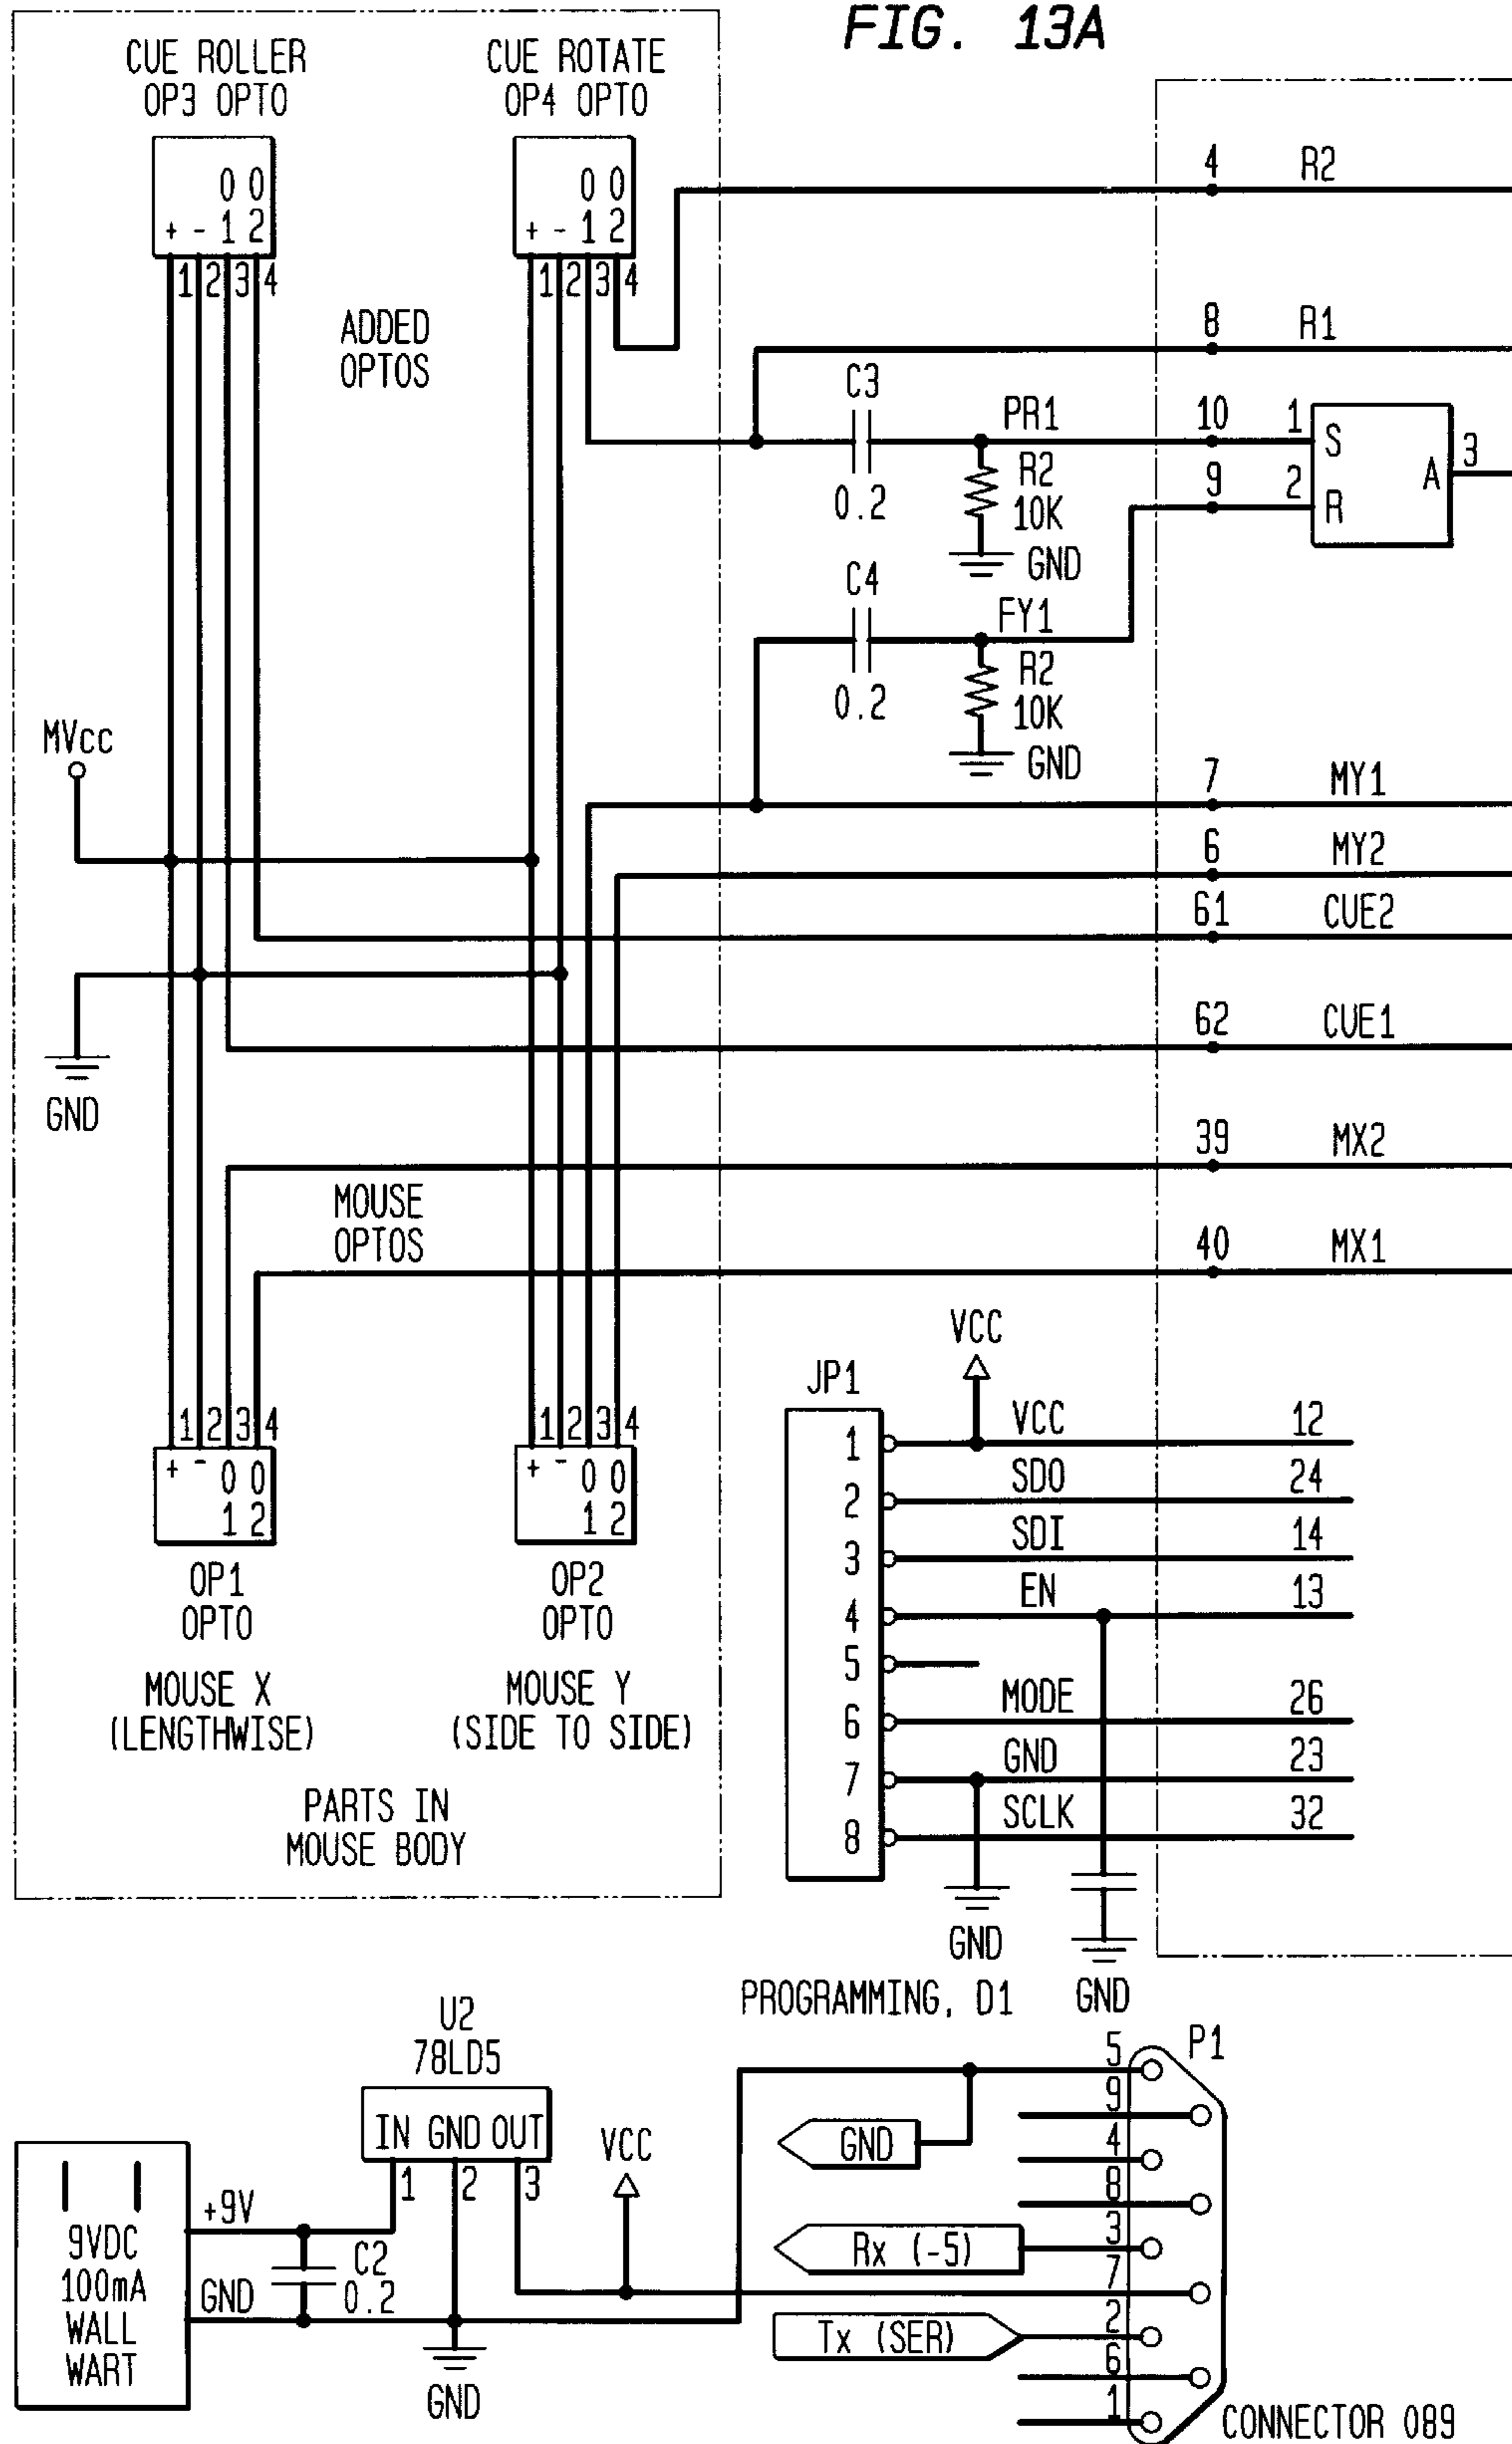 FIG. 13A
CUE ROLLER
OP3 OPTO
0 0
+ - 1 2
1 2 3 4
CUE ROTATE
OP4 OPTO
0 0
+ - 1 2
1 2 3 4
ADDED
OPTOS
4 R2
8 R1
C3
0.2
PR1
R2
10K
GND
10
9
1
S
2
R
A
3
C4
0.2
FY1
R2
10K
GND
MVcc
7 MY1
6 MY2
61 CUE2
GND
62 CUE1
39 MX2
MOUSE
OPTOS
40 MX1
1 2 3 4
+ - 0 0
1 2
OP1
OPTO
MOUSE X
(LENGTHWISE)
1 2 3 4
+ - 0 0
1 2
OP2
OPTO
MOUSE Y
(SIDE TO SIDE)
PARTS IN
MOUSE BODY
VCC
JP1
1 VCC 12
2 SDO 24
3 SDI 14
4 EN 13
5
6 MODE 26
7 GND 23
8 SCLK 32
GND
GND
PROGRAMMING, D1
U2
78LD5
IN GND OUT
1 2 3
VCC
9VDC
100mA
WALL
WART
+9V
GND
C2
0.2
GND
P1
5
9
GND
4
8
Rx (-5)
3
7
Tx (SER)
2
6
1
CONNECTOR 089